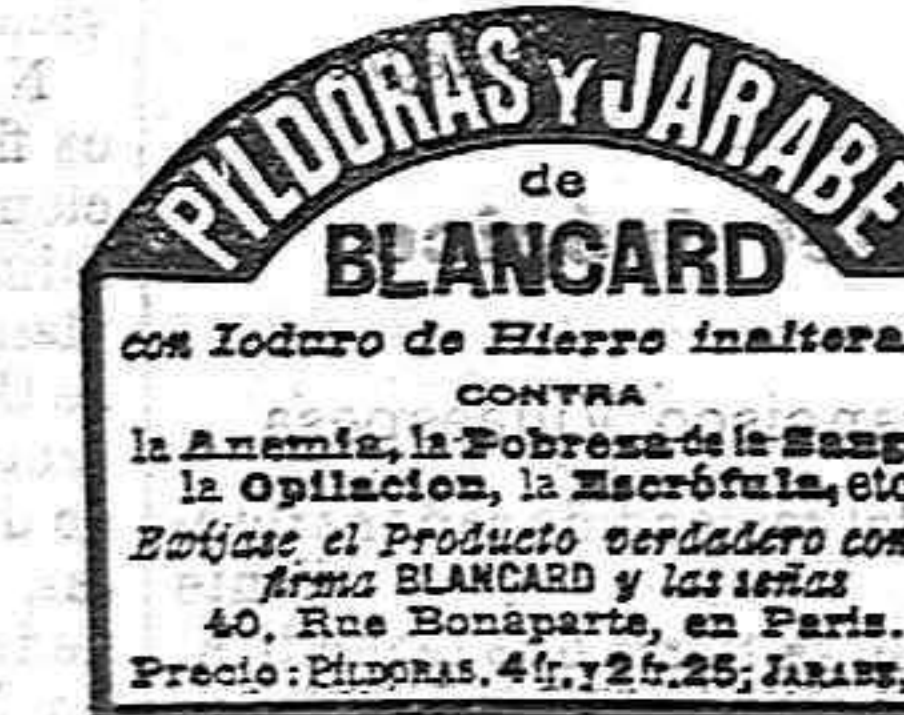 PÍLDORAS Y JARABE
de
BLANCARD
con Ioduro de Hierro inaltera
CONTRA
la Anemia, la Pobreza de la Sang
la Opilacion, la Escrófula, etc
Exíjase el Producto verdadero con
firma BLANCARD y las señas
40, Rue Bonaparte, en Paris.
Precio: PÍLDORAS. 4 fr. y 2 fr. 25; JARABE,